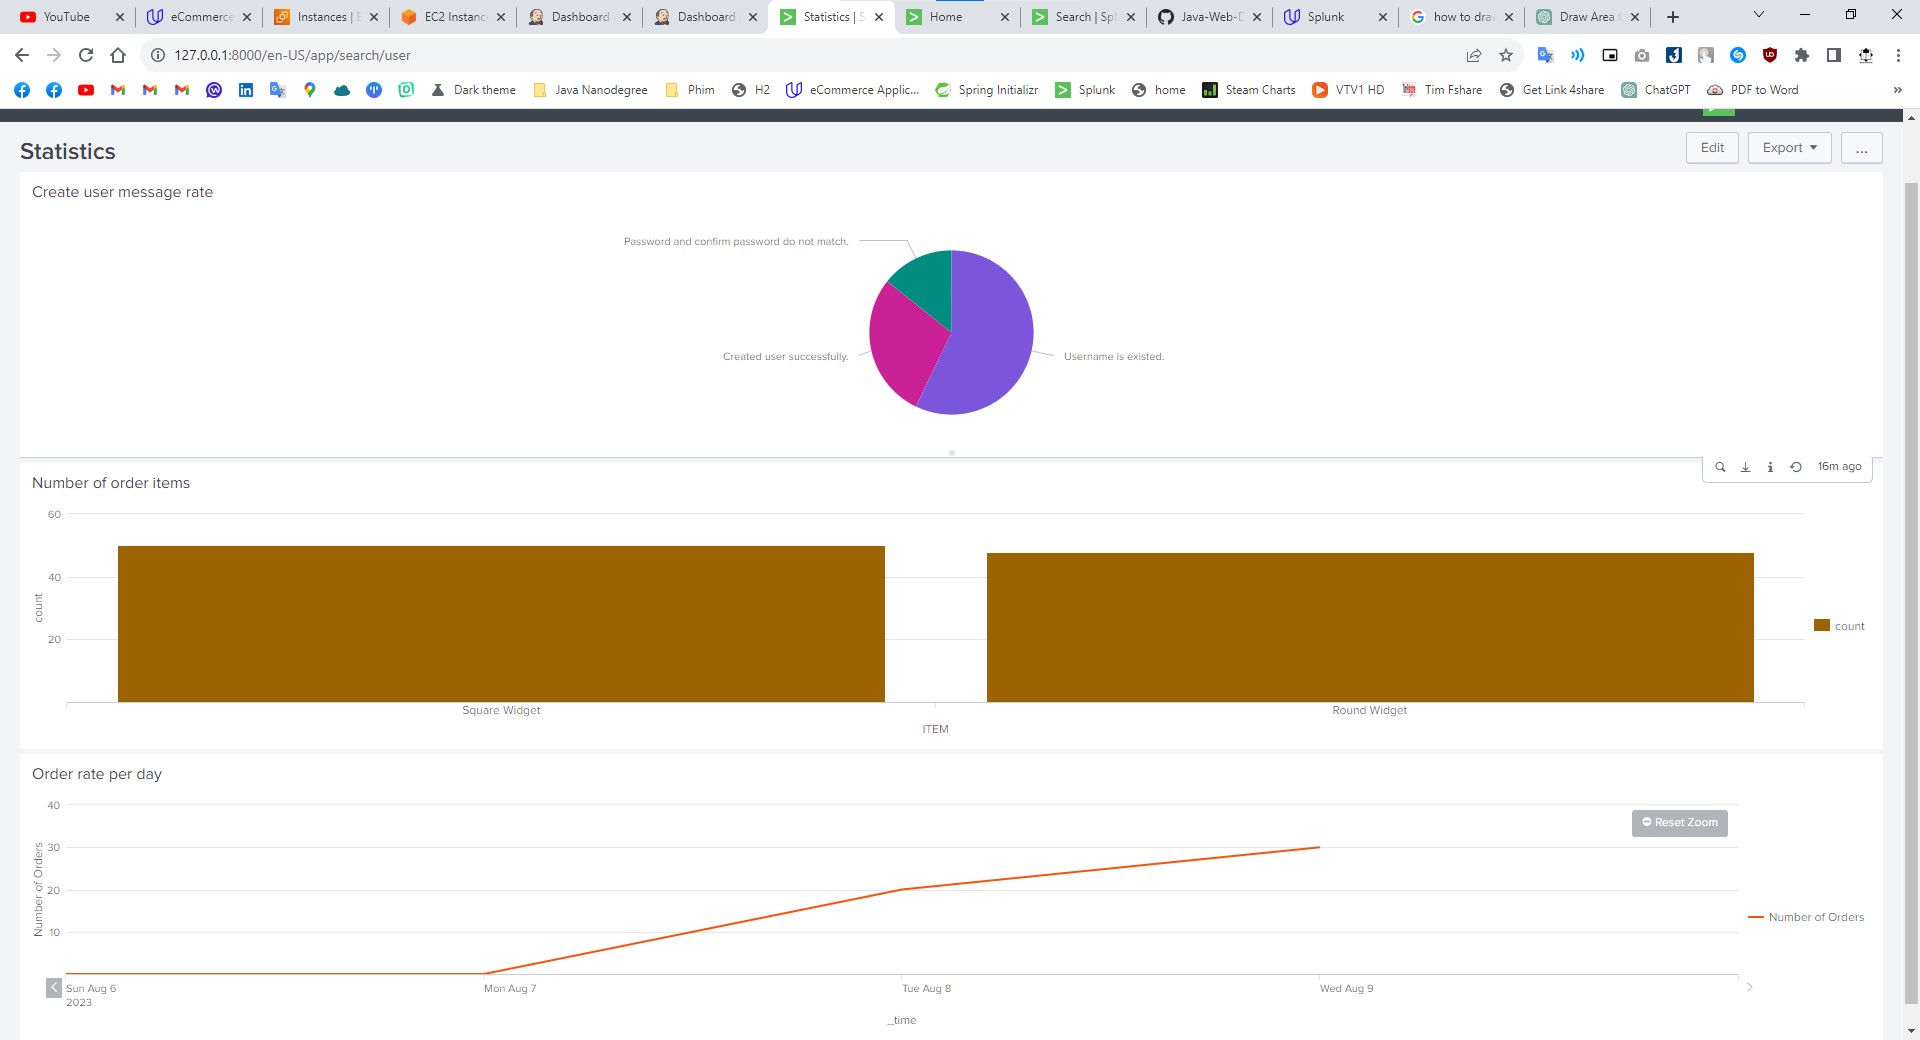 YouTube
eCommerce
Instances | E
EC2 Instanc
Dashboard
Dashboard
Statistics | S
Home
Search | Spl
Java-Web-D
Splunk
how to draw
Draw Area C
127.0.0.1:8000/en-US/app/search/user
Dark theme
Java Nanodegree
Phim
H2
eCommerce Applic...
Spring Initializr
Splunk
home
Steam Charts
VTV1 HD
Tim Fshare
Get Link 4share
ChatGPT
PDF to Word
»
Statistics
Edit
Export
...
Create user message rate
Password and confirm password do not match.
Created user successfully.
Username is existed.
16m ago
Number of order items
60
40
20
count
Square Widget
Round Widget
ITEM
count
Order rate per day
40
30
20
10
Number of Orders
Reset Zoom
Number of Orders
Sun Aug 6
2023
Mon Aug 7
Tue Aug 8
Wed Aug 9
_time